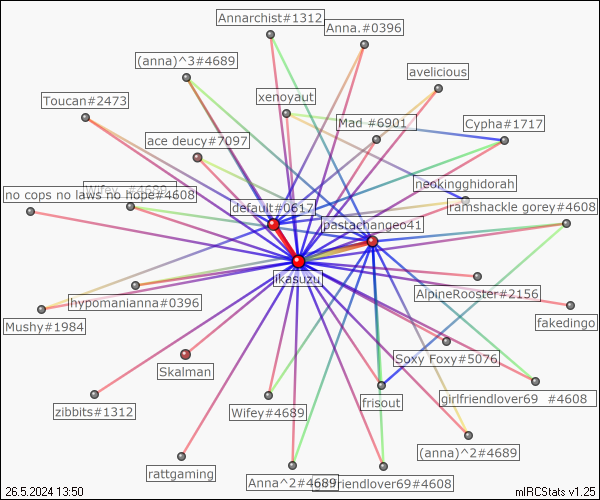 Annarchist#1312
Anna.#0396
(anna)^3#4689
avelicious
Toucan#2473
xenoyaut
Mad #6901
Cypha#1717
ace deucy#7097
neokingghidorah
no cops no laws no hope#4608
Wifey #4689
default#0617
ramshackle gorey#4608
pastachangeo41
ikasuzu
AlpineRooster#2156
hypomanianna#0396
fakedingo
Mushy#1984
Soxy Foxy#5076
Skalman
girlfriendlover69 #4608
zibbits#1312
Wifey#4689
frisout
(anna)^2#4689
rattgaming
Anna^2#4689
friendlover69#4608
26.5.2024 13:50
mIRCStats v1.25